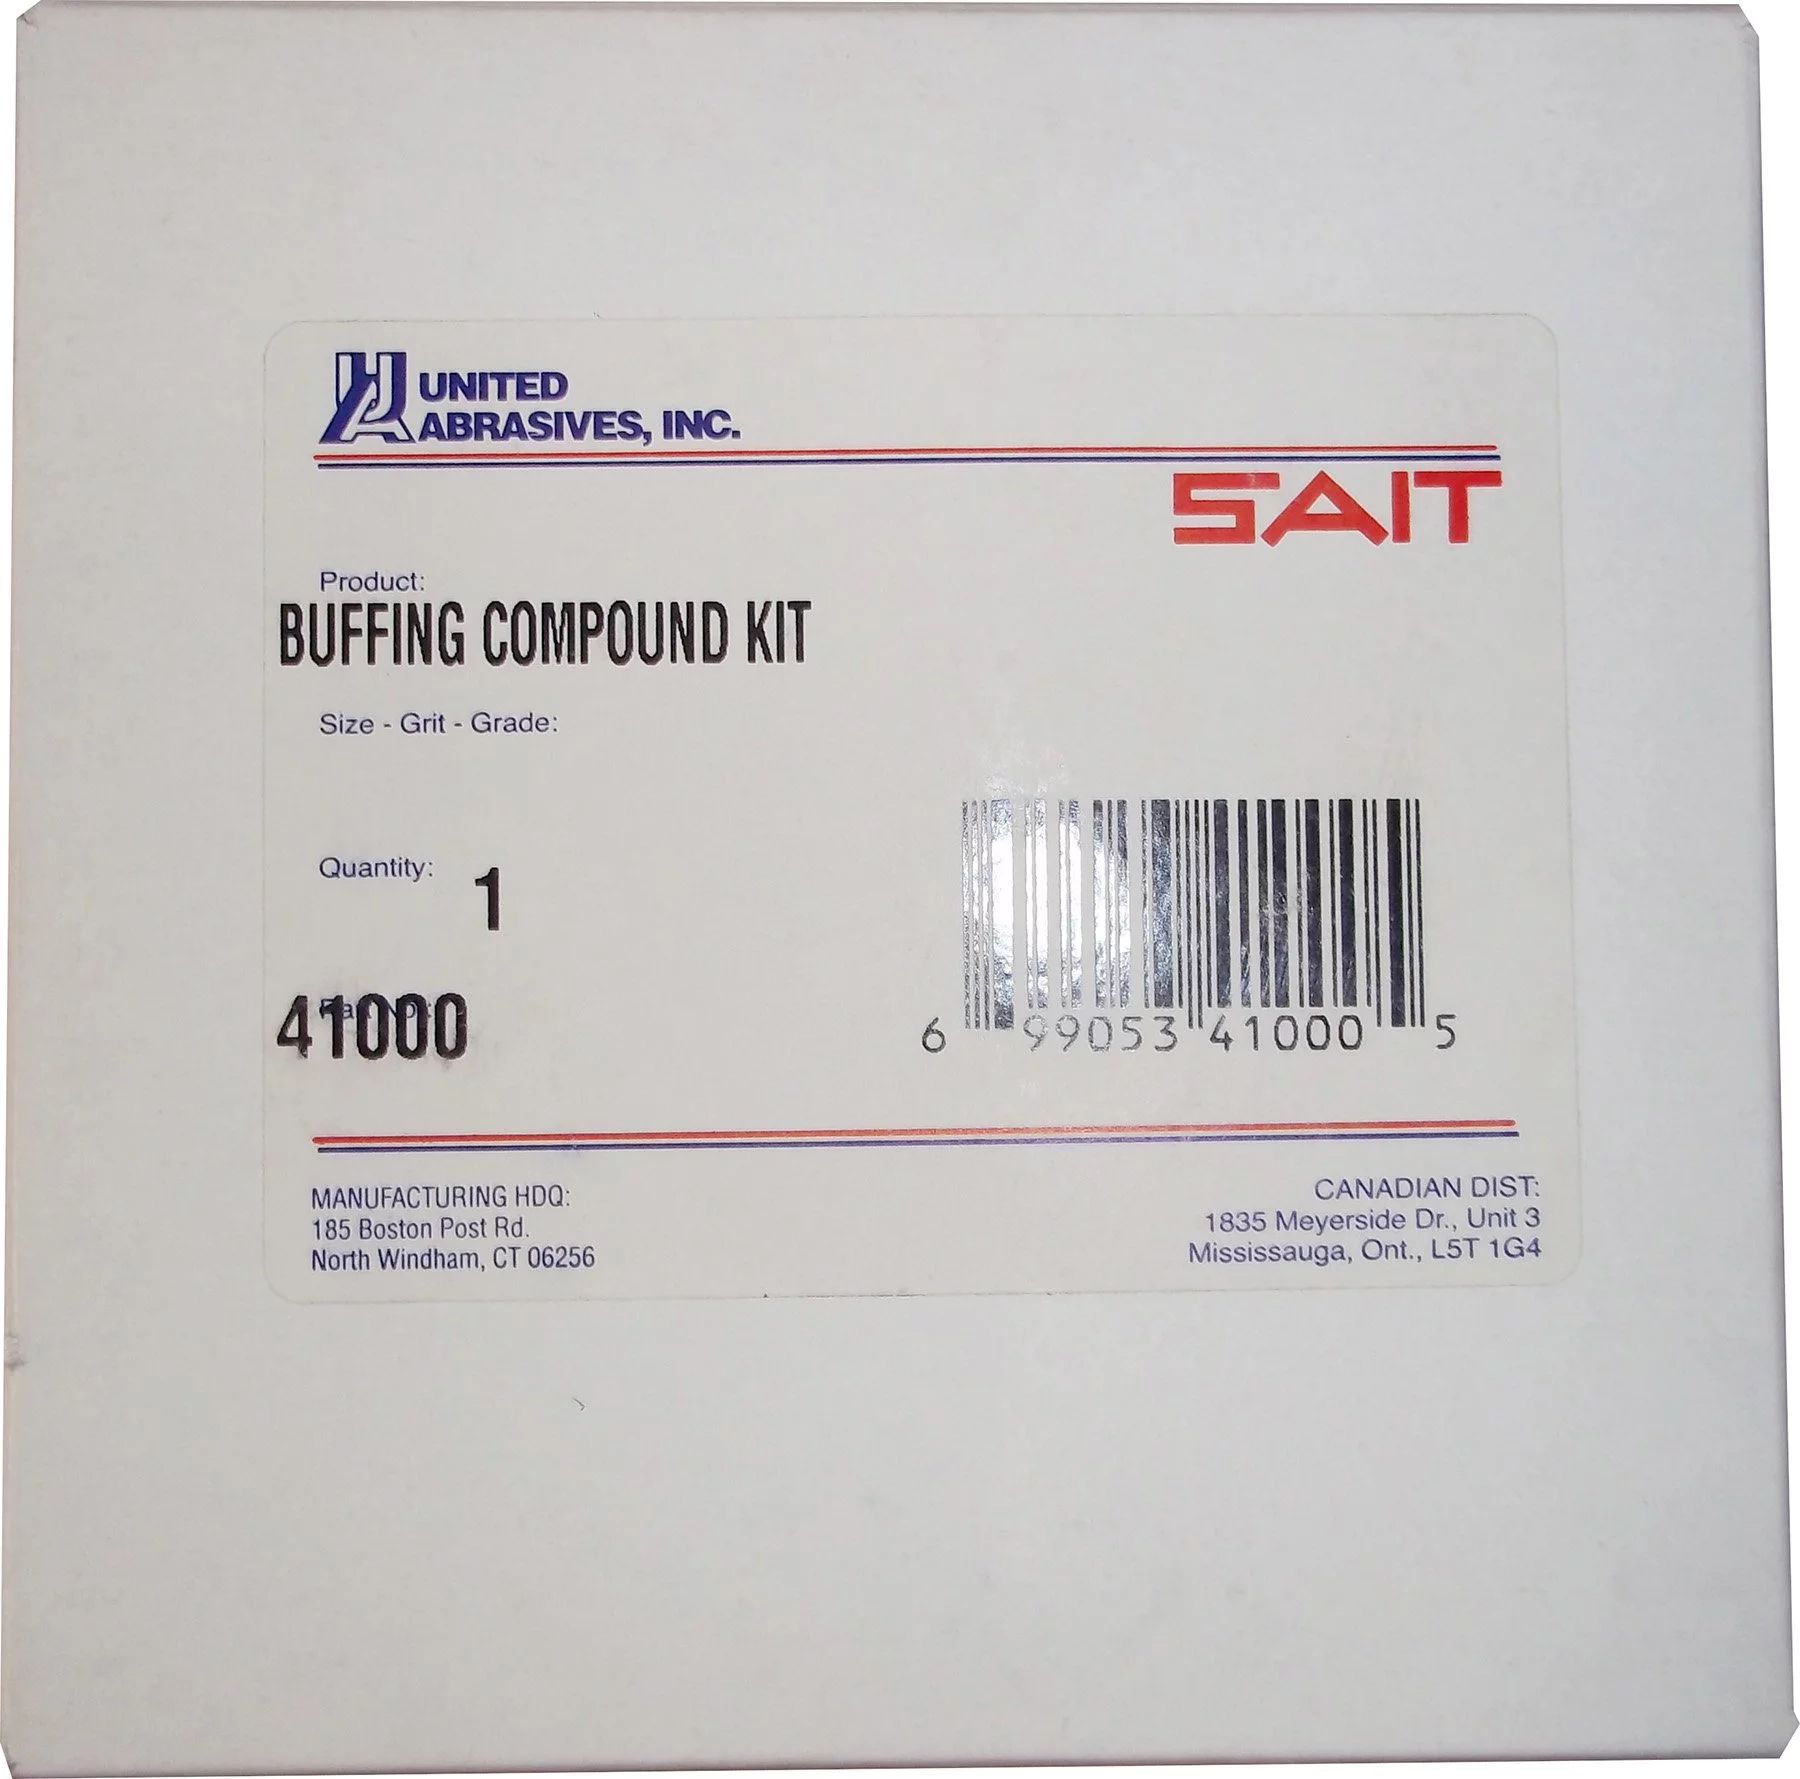 UNITED
ABRASIVES, INC.
SAIT
Product:
BUFFING COMPOUND KIT
Size - Grit - Grade:
Quantity: 1
41000
6 99053 41000 5
MANUFACTURING HDQ:
185 Boston Post Rd.
North Windham, CT 06256
CANADIAN DIST:
1835 Meyerside Dr., Unit 3
Mississauga, Ont., L5T 1G4